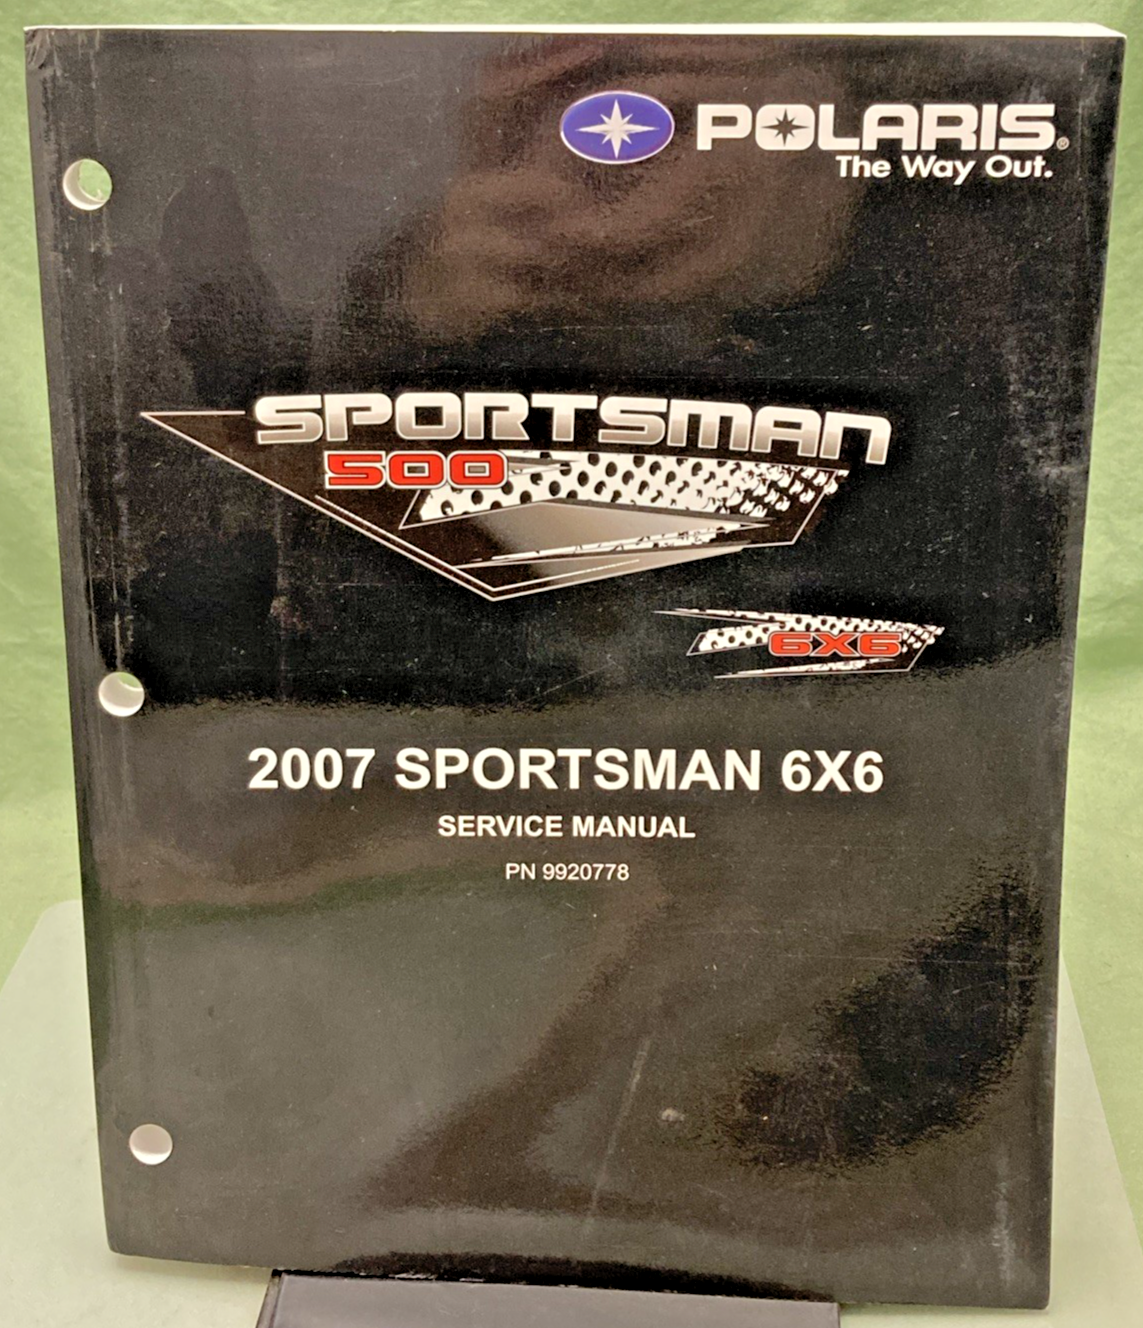 POLARIS®
The Way Out.
SPORTSMAN
500
6X6
2007 SPORTSMAN 6X6
SERVICE MANUAL
PN 9920778